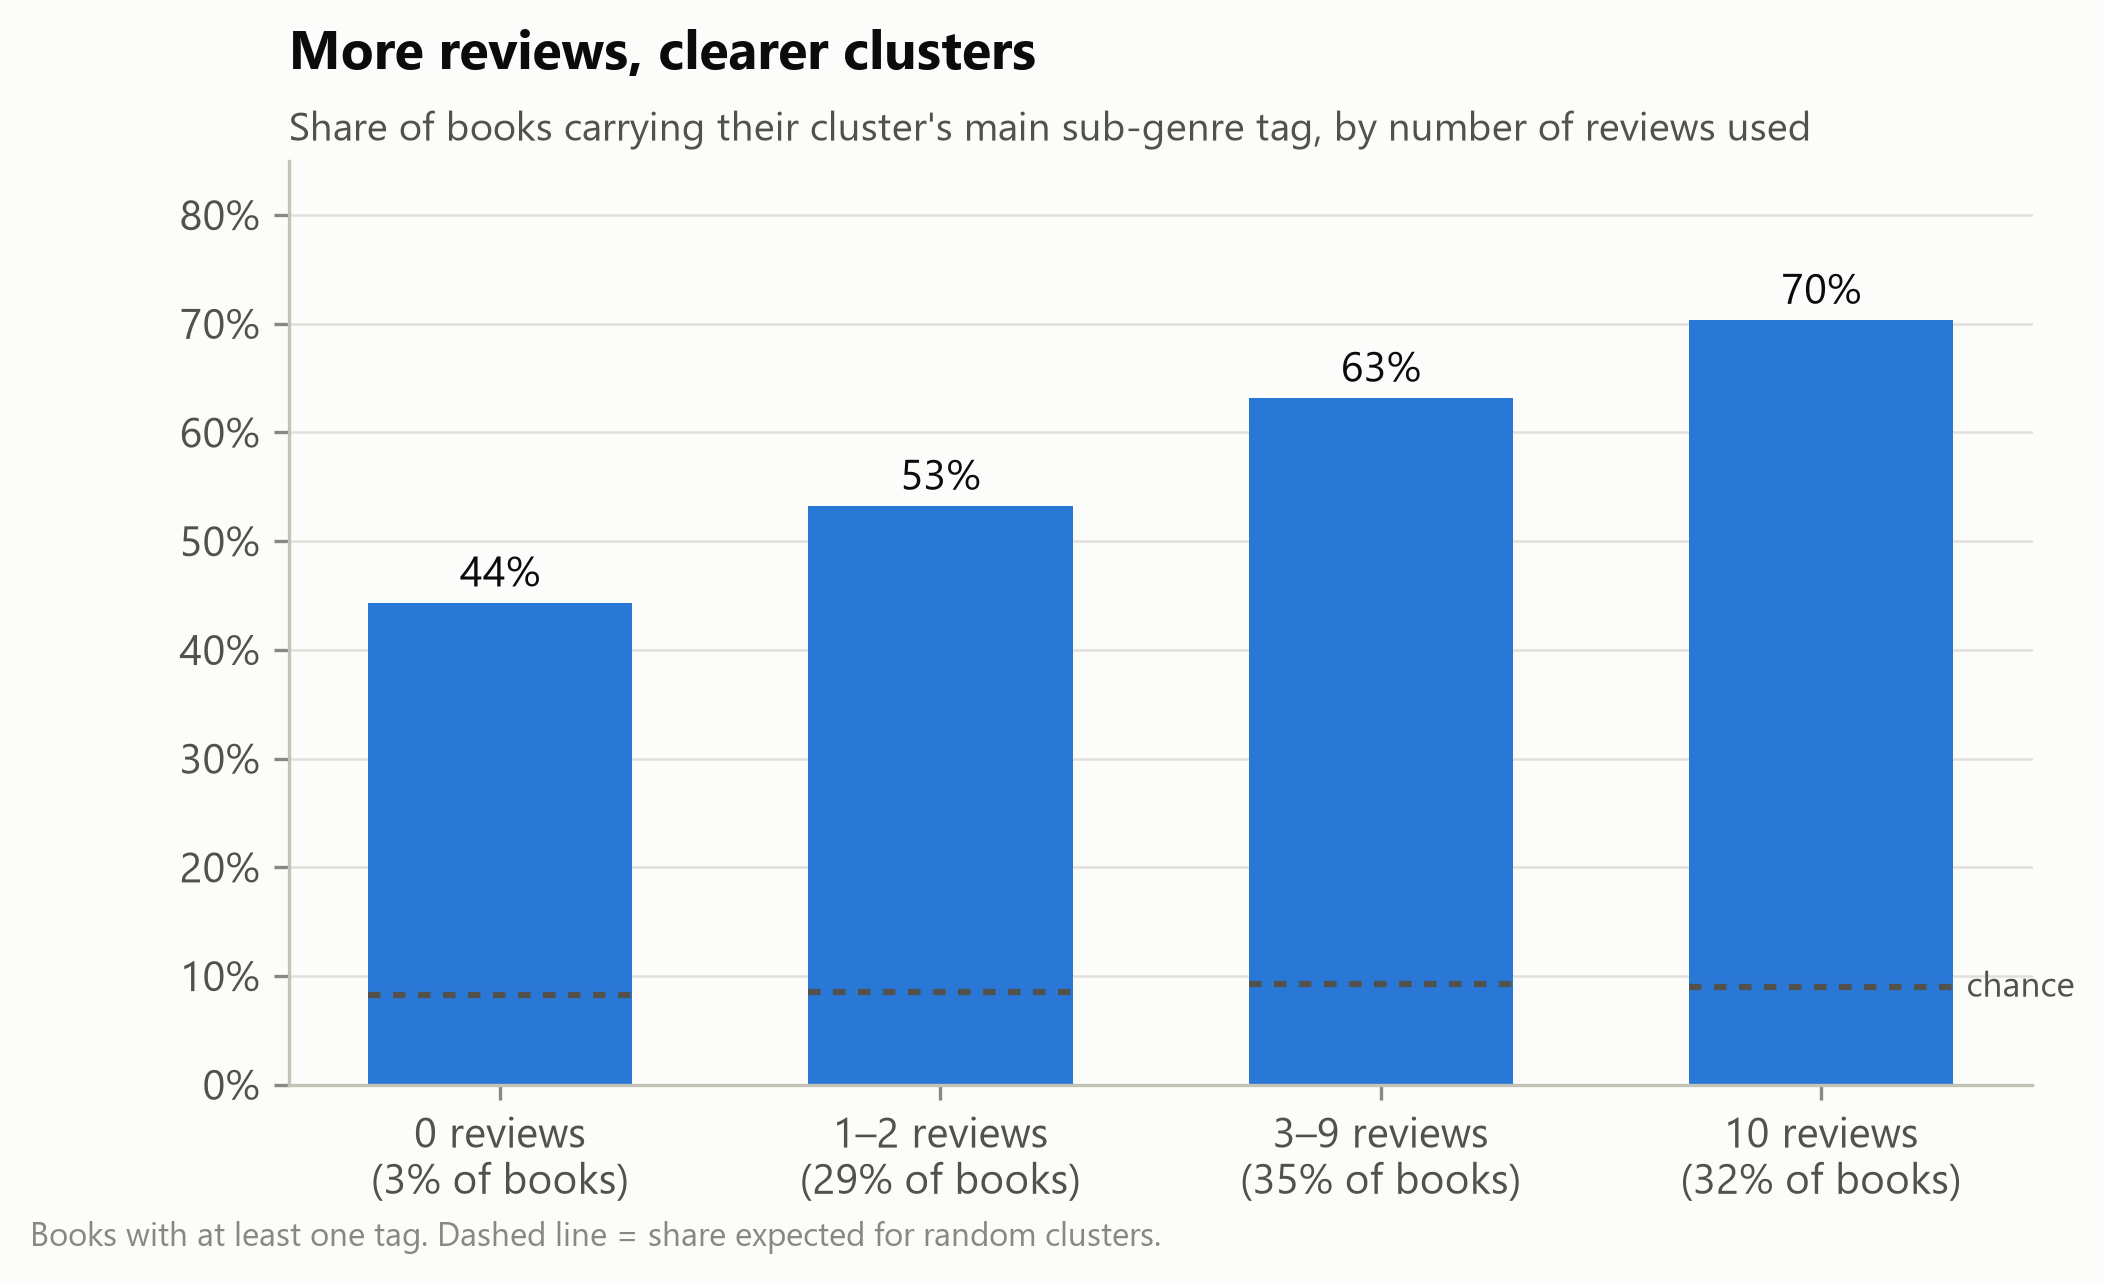 More reviews, clearer clusters
Share of books carrying their cluster's main sub-genre tag, by number of reviews used
80%
70%
60%
50%
40%
30%
20%
10%
0%
44%
53%
63%
70%
chance
0 reviews
(3% of books)
1–2 reviews
(29% of books)
3–9 reviews
(35% of books)
10 reviews
(32% of books)
Books with at least one tag. Dashed line = share expected for random clusters.